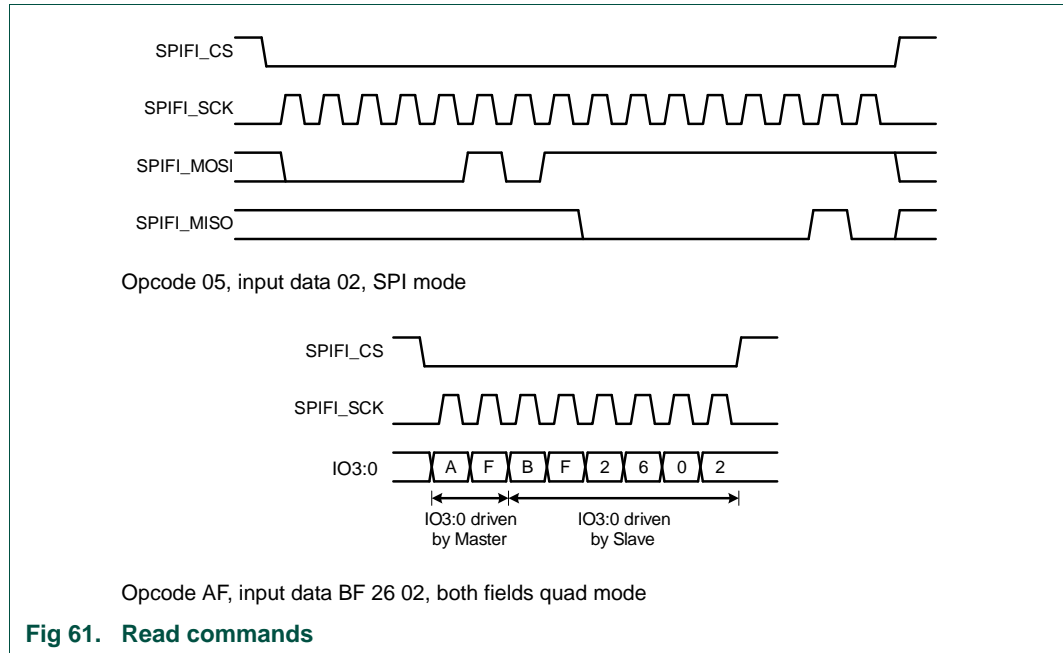 SPIFI_CS
SPIFI_SCK
SPIFI_MOSI
SPIFI_MISO
Opcode 05, input data 02, SPI mode
SPIFI_CS
SPIFI_SCK
IO3:0 A F B F 2 6 0 2
IO3:0 driven IO3:0 driven
by Master by Slave
Opcode AF, input data BF 26 02, both fields quad mode
Fig 61. Read commands